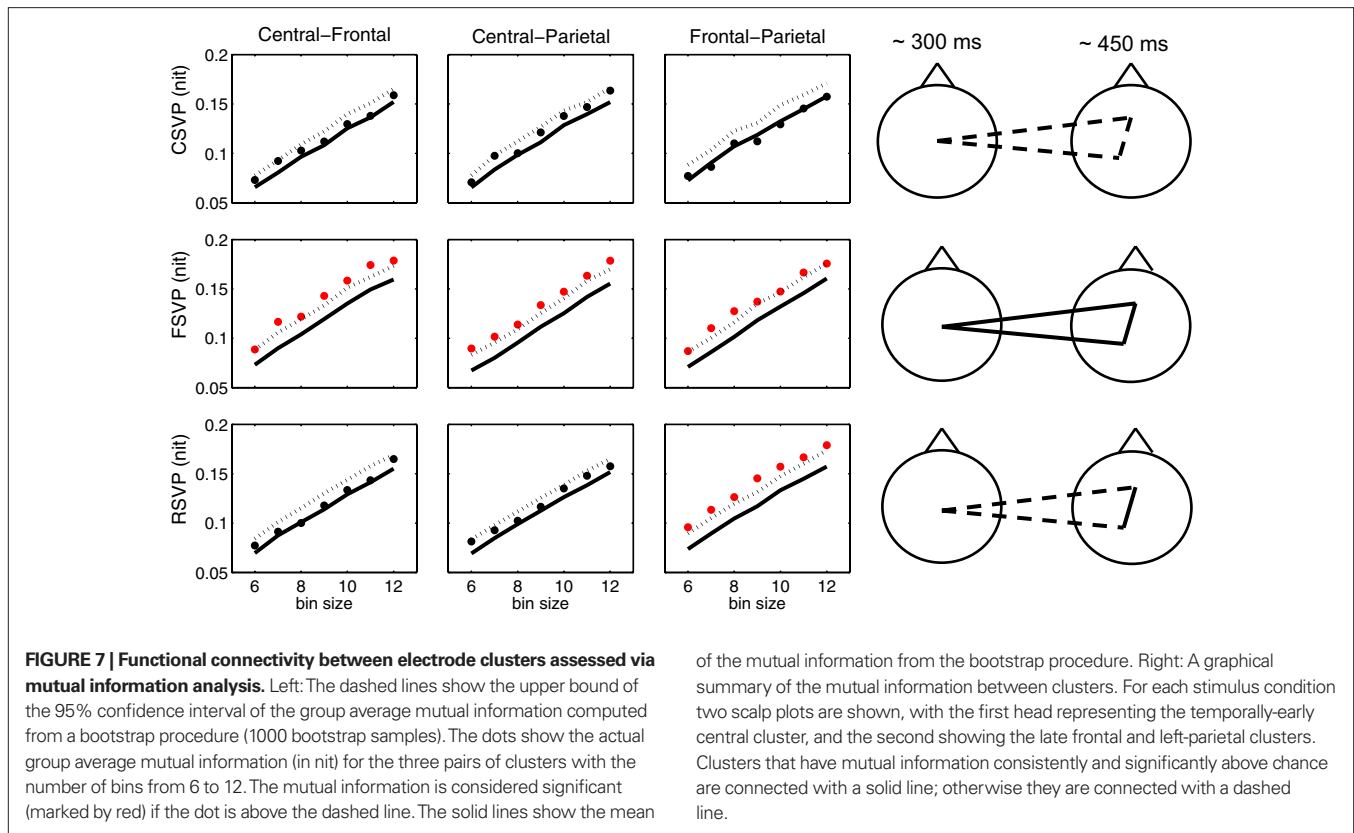 Central–Frontal
Central–Parietal
Frontal–Parietal
~ 300 ms
~ 450 ms
CSVP (nit)
0.2
0.15
0.1
0.05
FSVP (nit)
0.2
0.15
0.1
0.05
RSVP (nit)
0.2
0.15
0.1
0.05
6 8 10 12
bin size
6 8 10 12
bin size
6 8 10 12
bin size
FIGURE 7 | Functional connectivity between electrode clusters assessed via
mutual information analysis. Left: The dashed lines show the upper bound of
the 95% confidence interval of the group average mutual information computed
from a bootstrap procedure (1000 bootstrap samples). The dots show the actual
group average mutual information (in nit) for the three pairs of clusters with the
number of bins from 6 to 12. The mutual information is considered significant
(marked by red) if the dot is above the dashed line. The solid lines show the mean
of the mutual information from the bootstrap procedure. Right: A graphical
summary of the mutual information between clusters. For each stimulus condition
two scalp plots are shown, with the first head representing the temporally-early
central cluster, and the second showing the late frontal and left-parietal clusters.
Clusters that have mutual information consistently and significantly above chance
are connected with a solid line; otherwise they are connected with a dashed
line.